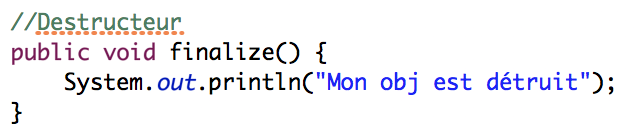 //Destructeur
public void finalize() {
    System.out.println("Mon obj est détruit");
}